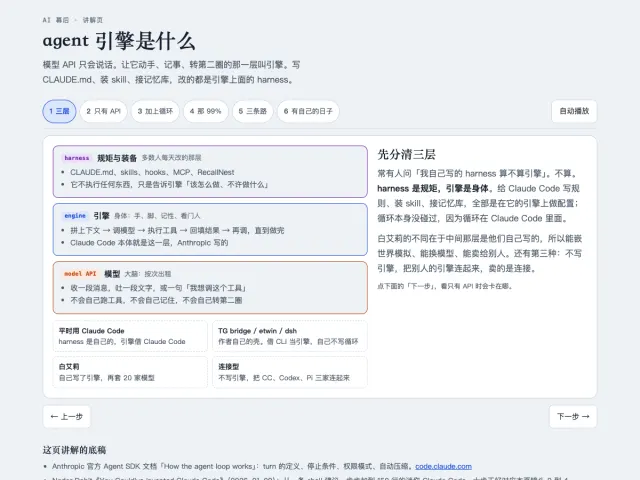 AI 幕后 · 讲解页
agent 引擎是什么
模型 API 只会说话。让它动手、记事、转第二圈的那一层叫引擎。写
CLAUDE.md、装 skill、接记忆库，改的都是引擎上面的 harness。
1 三层
2 只有 API
3 加上循环
4 那 99%
5 三条路
6 有自己的日子
自动播放
harness 规矩与装备 多数人每天改的那层
• CLAUDE.md、skills、hooks、MCP、RecallNest
• 它不执行任何东西，只是告诉引擎「该怎么做、不许做什么」
engine 引擎 身体：手、脚、记性、看门人
• 拼上下文 → 调模型 → 执行工具 → 回填结果 → 再调，直到做完
• Claude Code 本体就是这一层，Anthropic 写的
model API 模型 大脑：按次出租
• 收一段消息，吐一段文字，或一句「我想调这个工具」
• 不会自己跑工具，不会自己记住，不会自己转第二圈
平时用 Claude Code
harness 是自己的，引擎借 Claude Code
TG bridge / etwin / dsh
作者自己的壳。借 CLI 当引擎，自己不写循环
白艾莉
自己写了引擎，再套 20 家模型
连接型
不写引擎，把 CC、Codex、Pi 三家连起来
先分清三层
常有人问「我自己写的 harness 算不算引擎」。不算。
harness 是规矩，引擎是身体。给 Claude Code 写规
则、装 skill、接记忆库，全部是在它的引擎上做配置；
循环本身没碰过，因为循环在 Claude Code 里面。
白艾莉的不同在于中间那层是他们自己写的，所以能嵌
世界模拟、能换模型、能卖给别人。还有第三种：不写
引擎，把别人的引擎连起来，卖的是连接。
点下面的「下一步」，看只有 API 时会卡在哪。
← 上一步
下一步 →
这页讲解的底稿
• Anthropic 官方 Agent SDK 文档「How the agent loop works」：turn 的定义、停止条件、权限模式、自动压缩。code.claude.com